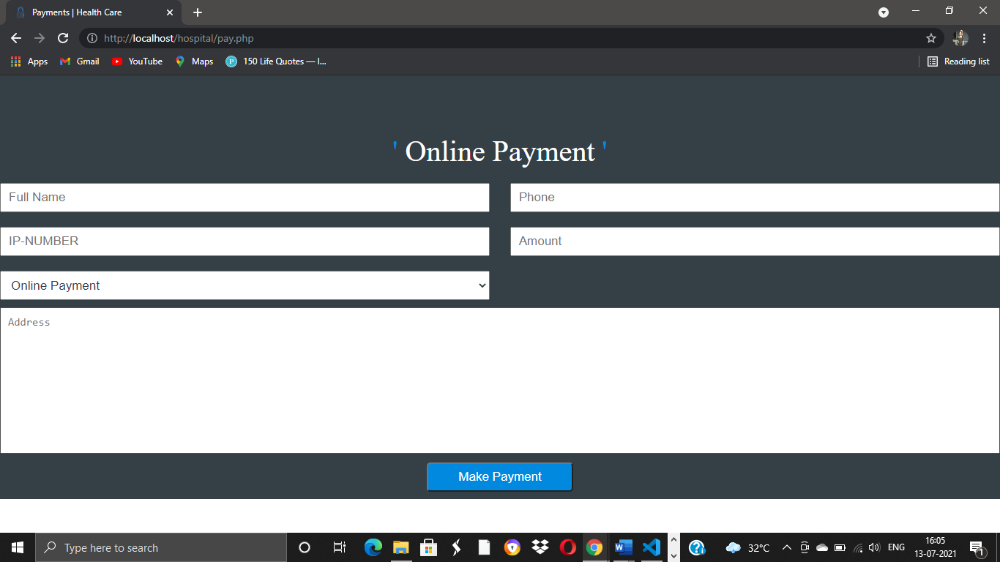 Payments | Health Care
http://localhost/hospital/pay.php
Apps Gmail YouTube Maps P 150 Life Quotes — I... Reading list
' Online Payment '
Full Name Phone
IP-NUMBER Amount
Online Payment
Address
Make Payment
Type here to search 32°C ENG 16:05
13-07-2021 1